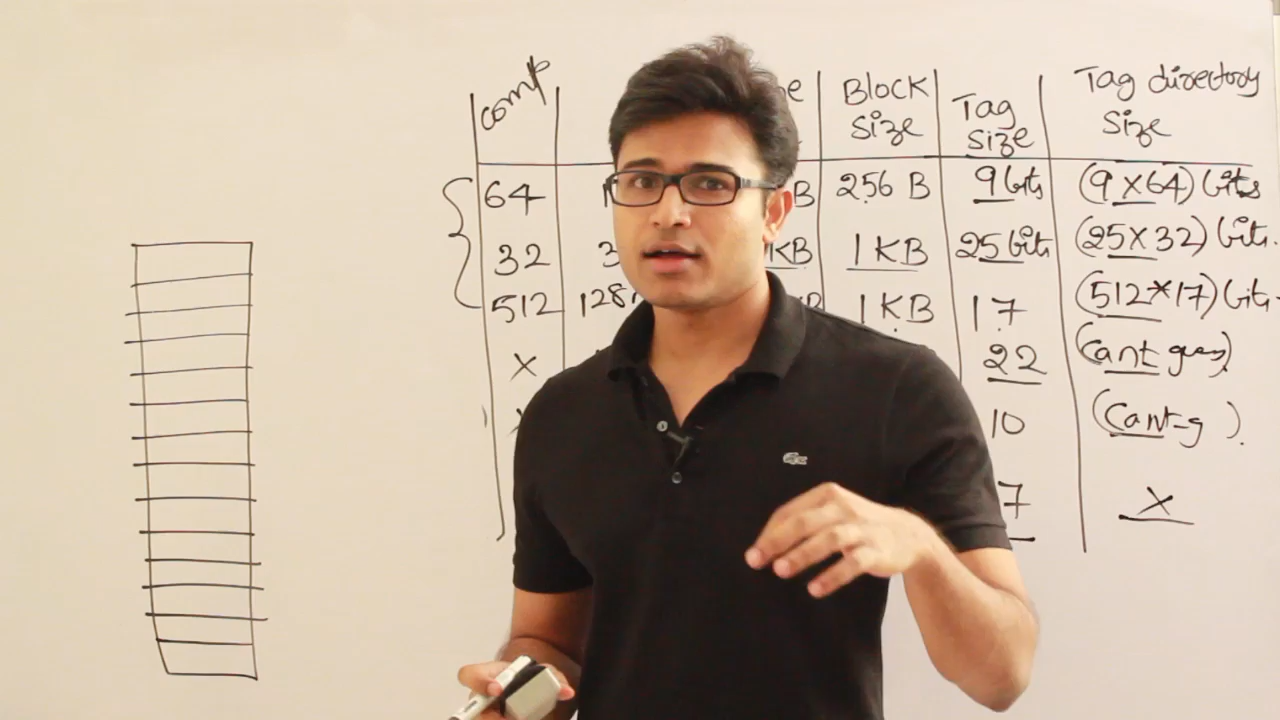 comp Block size Tag size Tag directory size
64 B 256 B 9 bits (9 X 64) bits
32 3 KB 1 KB 25 bits (25 X 32) bits.
512 128 1 KB 17 (512 * 17) bits.
X 22 (Cant guess)
10 (Cant-g ).
7 X